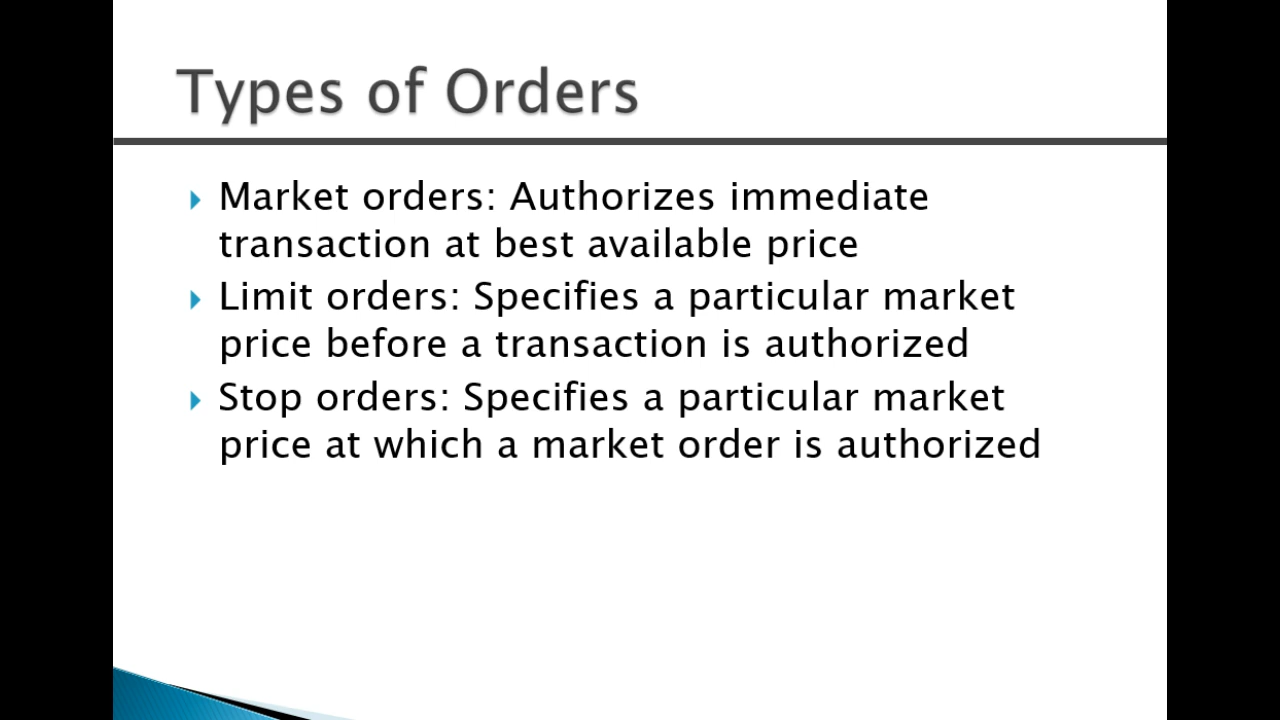 Types of Orders
Market orders: Authorizes immediate
transaction at best available price
Limit orders: Specifies a particular market
price before a transaction is authorized
Stop orders: Specifies a particular market
price at which a market order is authorized